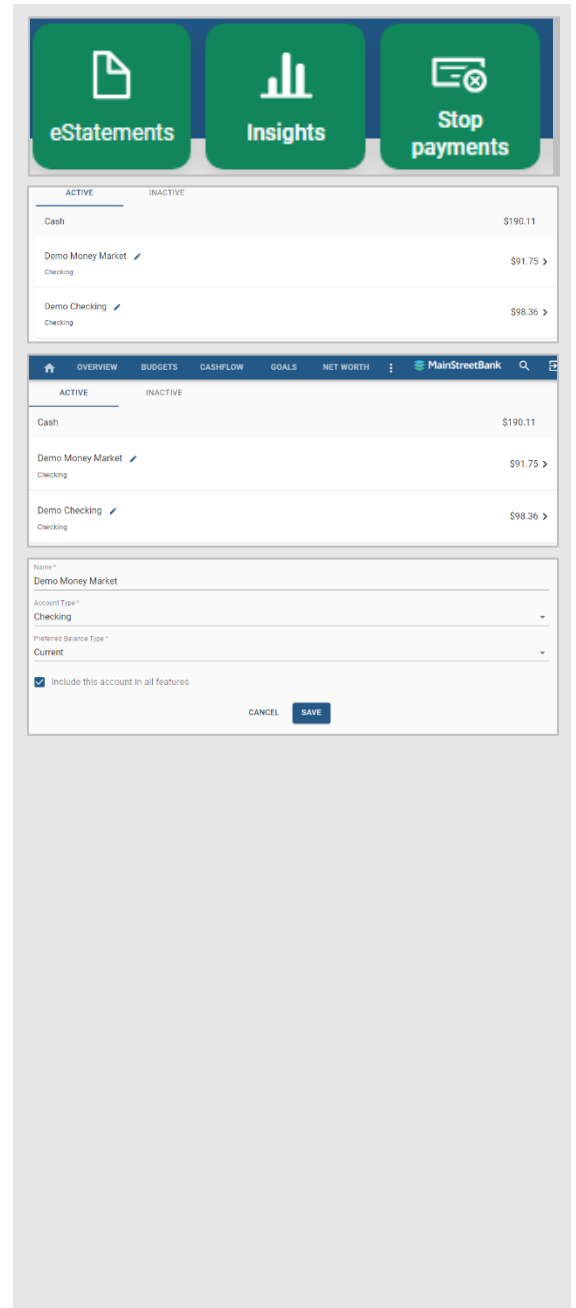 eStatements
Insights
Stop
payments
ACTIVE INACTIVE
Cash $190.11
Demo Money Market $91.75
Checking
Demo Checking $98.36
Checking
OVERVIEW BUDGETS CASHFLOW GOALS NET WORTH MainStreetBank
ACTIVE INACTIVE
Cash $190.11
Demo Money Market $91.75
Checking
Demo Checking $98.36
Checking
Name *
Demo Money Market
Account Type *
Checking
Preferred Balance Type *
Current
Include this account in all features
CANCEL SAVE